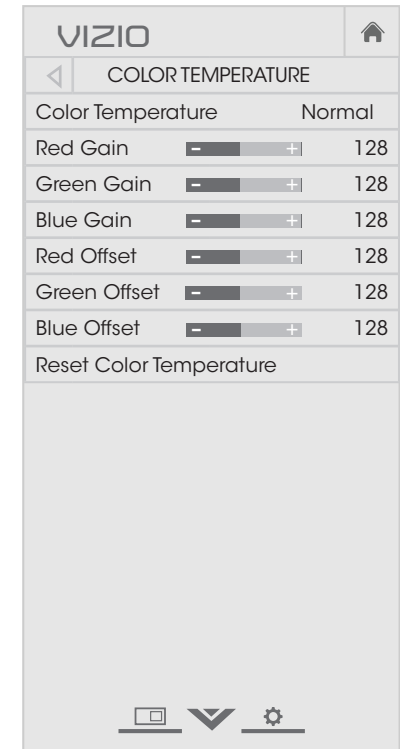 VIZIO
COLOR TEMPERATURE
Color Temperature Normal
Red Gain - + 128
Green Gain - + 128
Blue Gain - + 128
Red Offset - + 128
Green Offset - + 128
Blue Offset - + 128
Reset Color Temperature